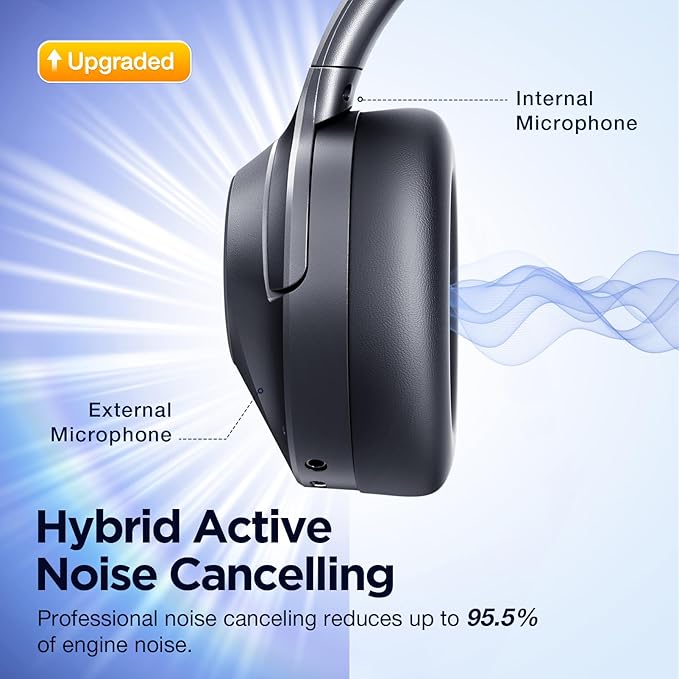 Upgraded
Internal
Microphone
External
Microphone
Hybrid Active
Noise Cancelling
Professional noise canceling reduces up to 95.5%
of engine noise.